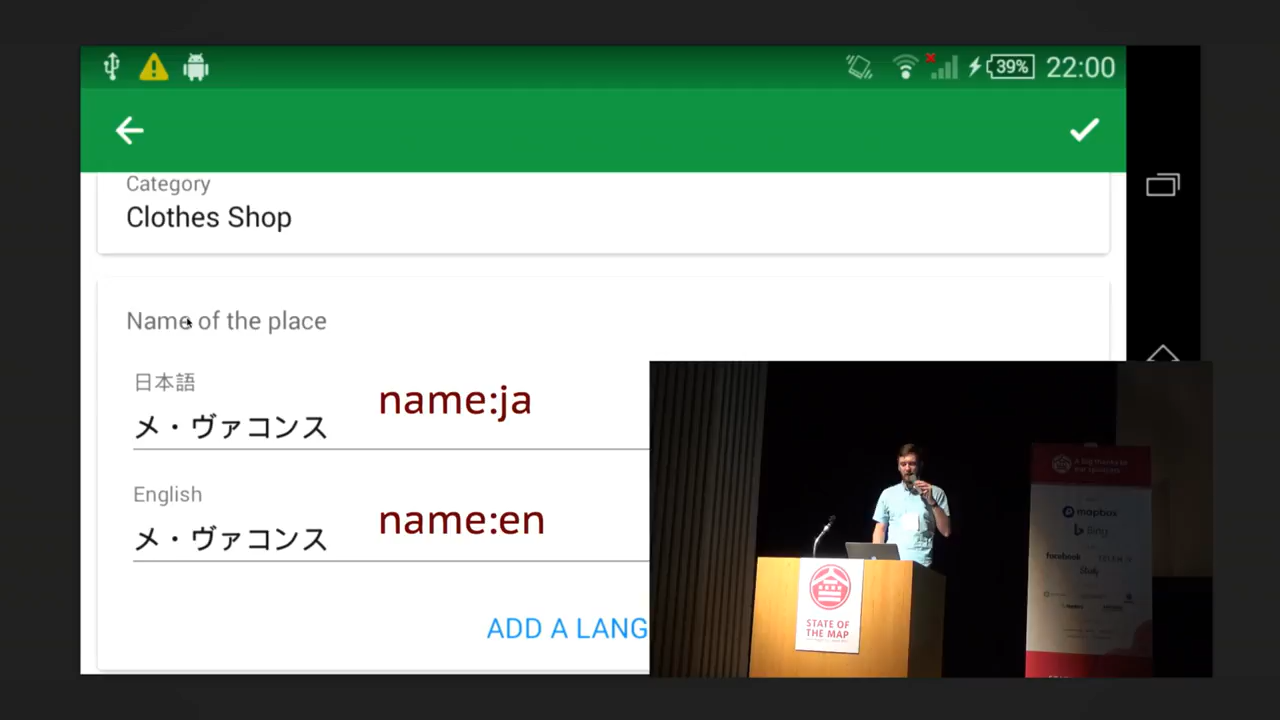 39% 22:00
Category
Clothes Shop
Name of the place
日本語
メ・ヴァコンス
name:ja
English
メ・ヴァコンス
name:en
ADD A LANG
STATE OF
THE MAP
mapbox
Bing
facebook